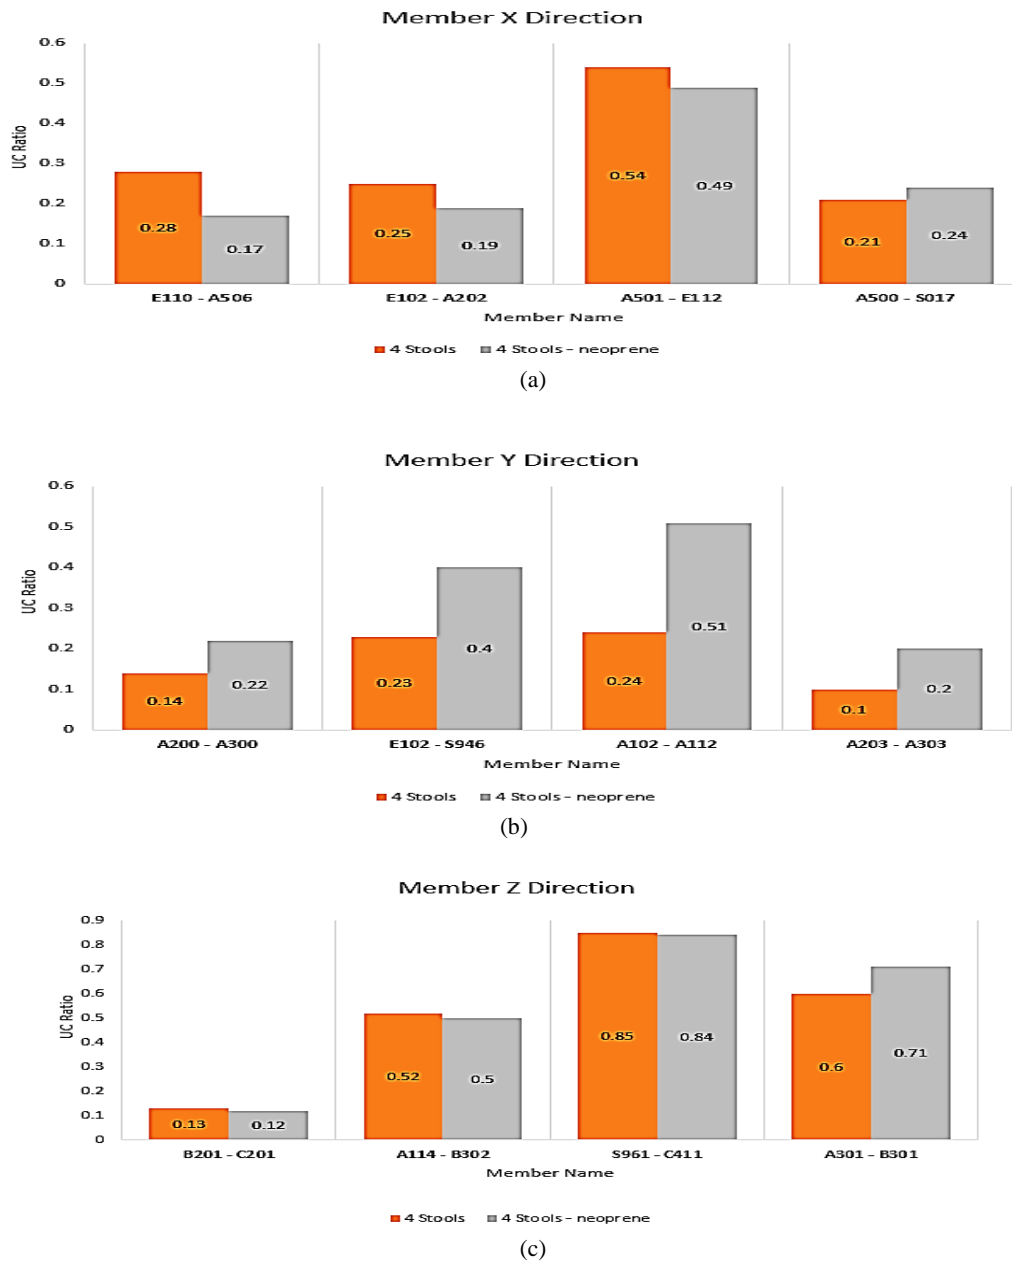 Member X Direction
0.6
0.5
0.4
0.3
0.2
0.1
0
UC Ratio
0.28
0.17
0.25
0.19
0.54
0.49
0.21
0.24
E110 - A506
E102 - A202
A501 - E112
A500 - S017
Member Name
4 Stools
4 Stools - neoprene
(a)
Member Y Direction
0.6
0.5
0.4
0.3
0.2
0.1
0
UC Ratio
0.14
0.22
0.23
0.4
0.24
0.51
0.1
0.2
A200 - A300
E102 - S946
A102 - A112
A203 - A303
Member Name
4 Stools
4 Stools - neoprene
(b)
Member Z Direction
0.9
0.8
0.7
0.6
0.5
0.4
0.3
0.2
0.1
0
UC Ratio
0.13
0.12
0.52
0.5
0.85
0.84
0.6
0.71
B201 - C201
A114 - B302
S961 - C411
A301 - B301
Member Name
4 Stools
4 Stools - neoprene
(c)